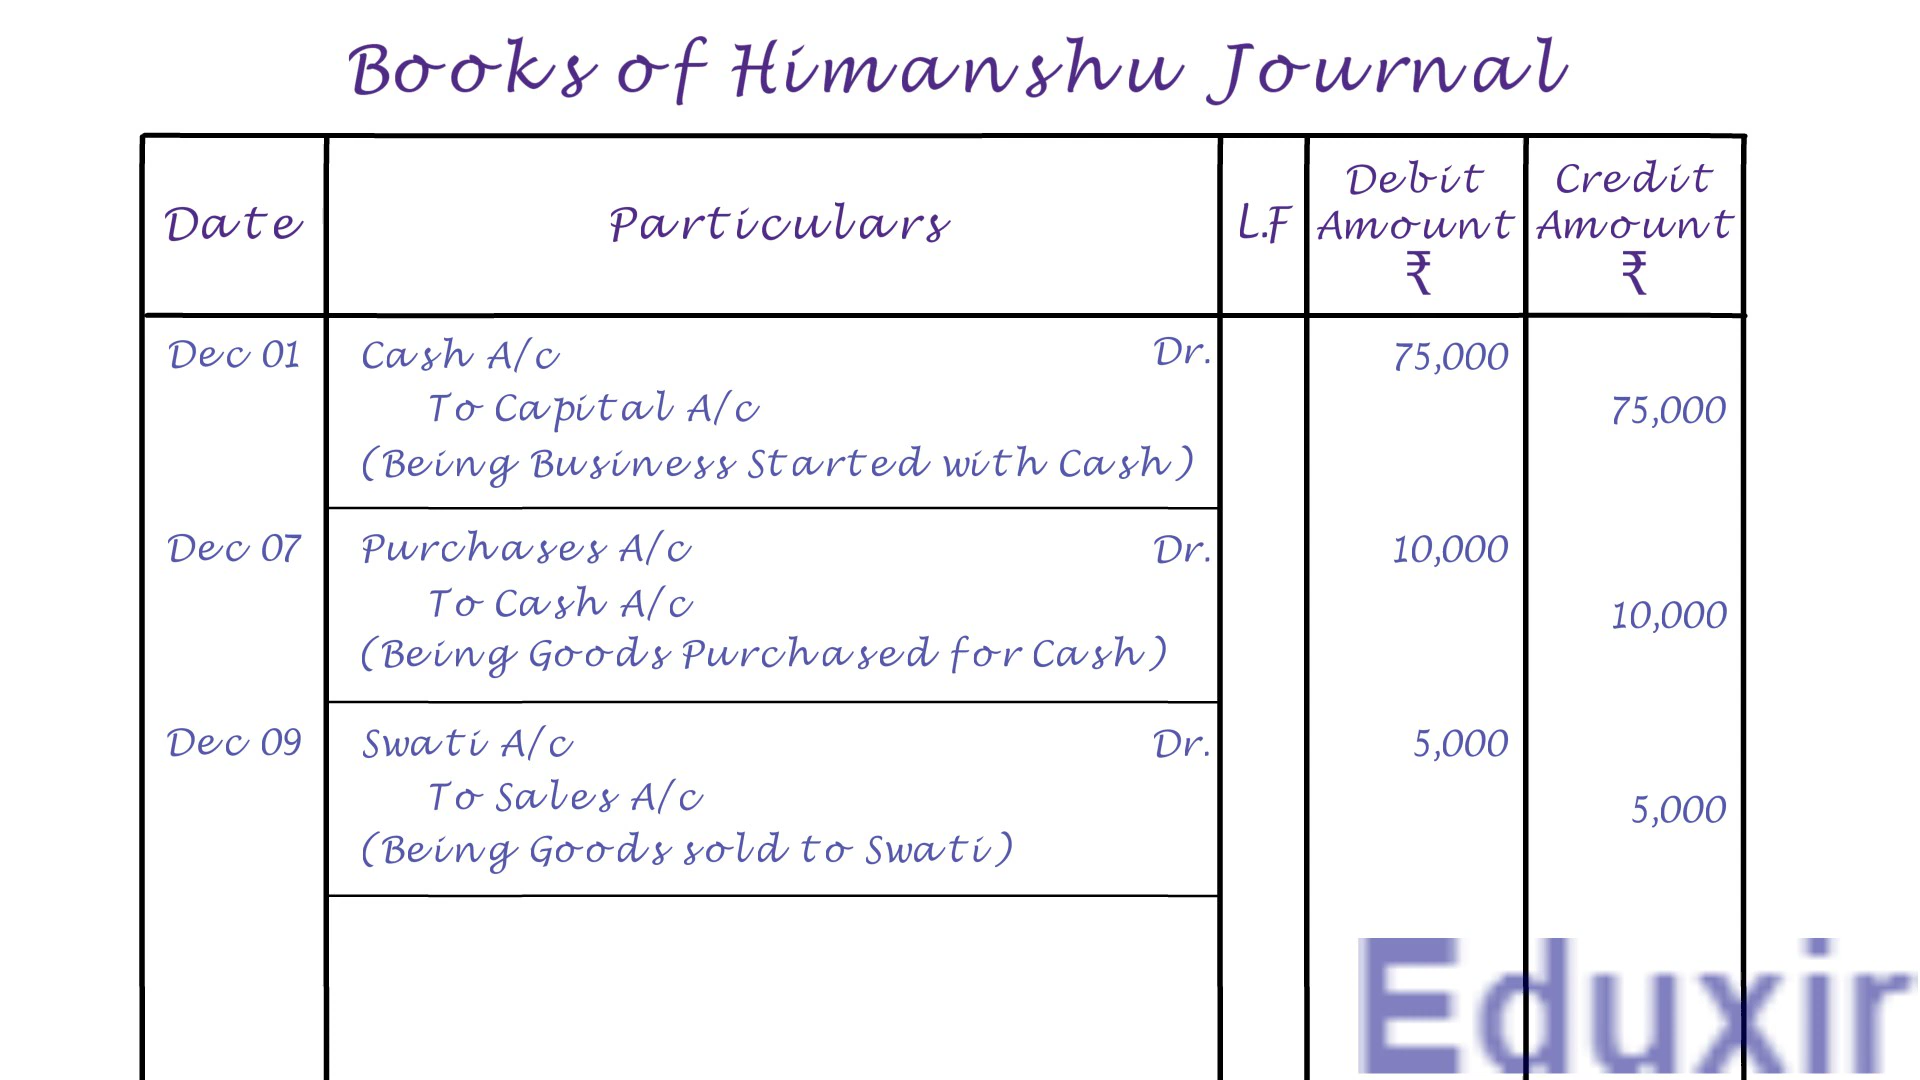 Books of Himanshu Journal
Date Particulars L.F Debit Amount ₹ Credit Amount ₹
Dec 01 Cash A/c Dr. 75,000
To Capital A/c 75,000
(Being Business Started with Cash)
Dec 07 Purchases A/c Dr. 10,000
To Cash A/c 10,000
(Being Goods Purchased for Cash)
Dec 09 Swati A/c Dr. 5,000
To Sales A/c 5,000
(Being Goods sold to Swati)
Eduxir